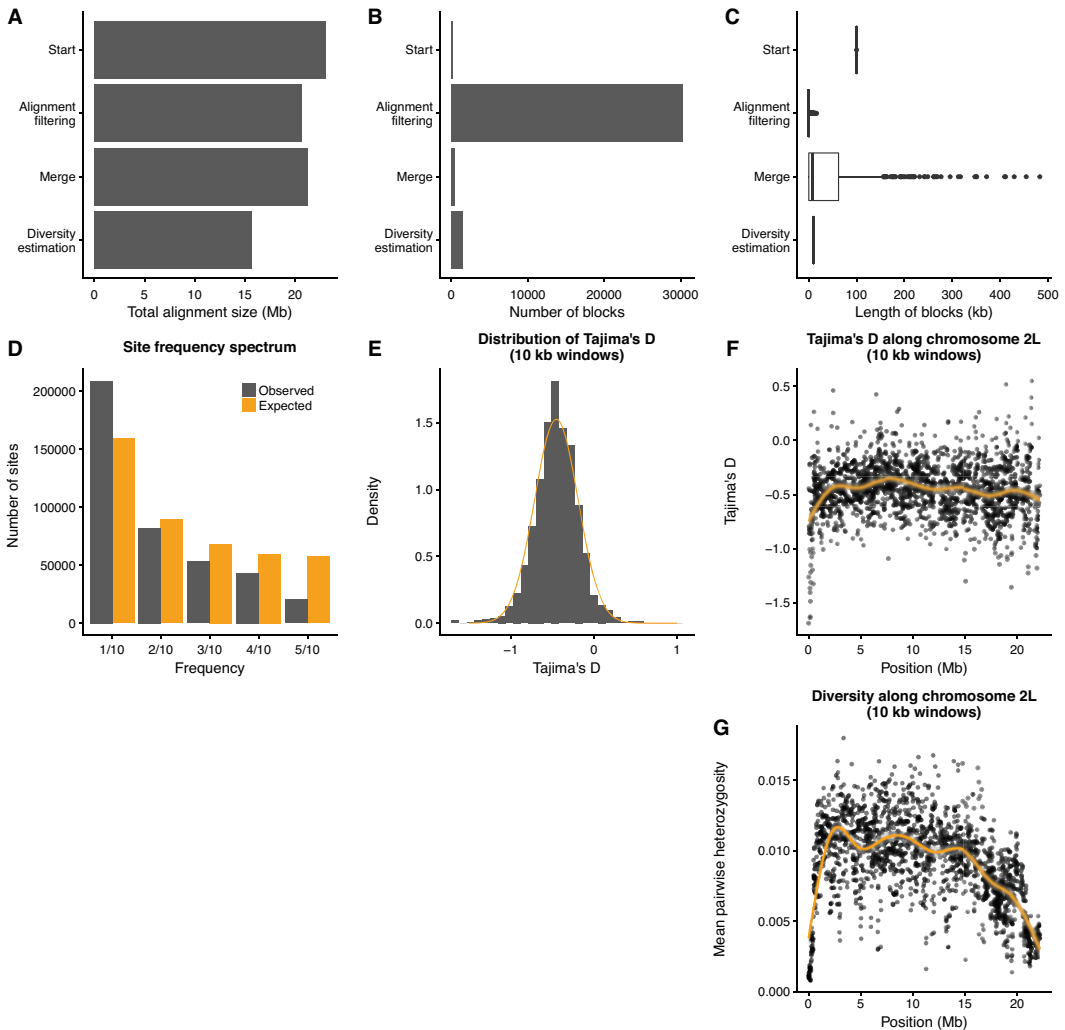 A
Start
Alignment
filtering
Merge
Diversity
estimation
0 5 10 15 20
Total alignment size (Mb)
B
Start
Alignment
filtering
Merge
Diversity
estimation
0 10000 20000 30000
Number of blocks
C
Start
Alignment
filtering
Merge
Diversity
estimation
0 100 200 300 400 500
Length of blocks (kb)
D
Site frequency spectrum
Observed
Expected
200000
150000
100000
50000
0
Number of sites
1/10 2/10 3/10 4/10 5/10
Frequency
E
Distribution of Tajima's D
(10 kb windows)
1.5
1.0
0.5
0.0
Density
−1 0 1
Tajima's D
F
Tajima's D along chromosome 2L
(10 kb windows)
0.5
0.0
−0.5
−1.0
−1.5
Tajima's D
0 5 10 15 20
Position (Mb)
G
Diversity along chromosome 2L
(10 kb windows)
0.015
0.010
0.005
0.000
Mean pairwise heterozygosity
0 5 10 15 20
Position (Mb)